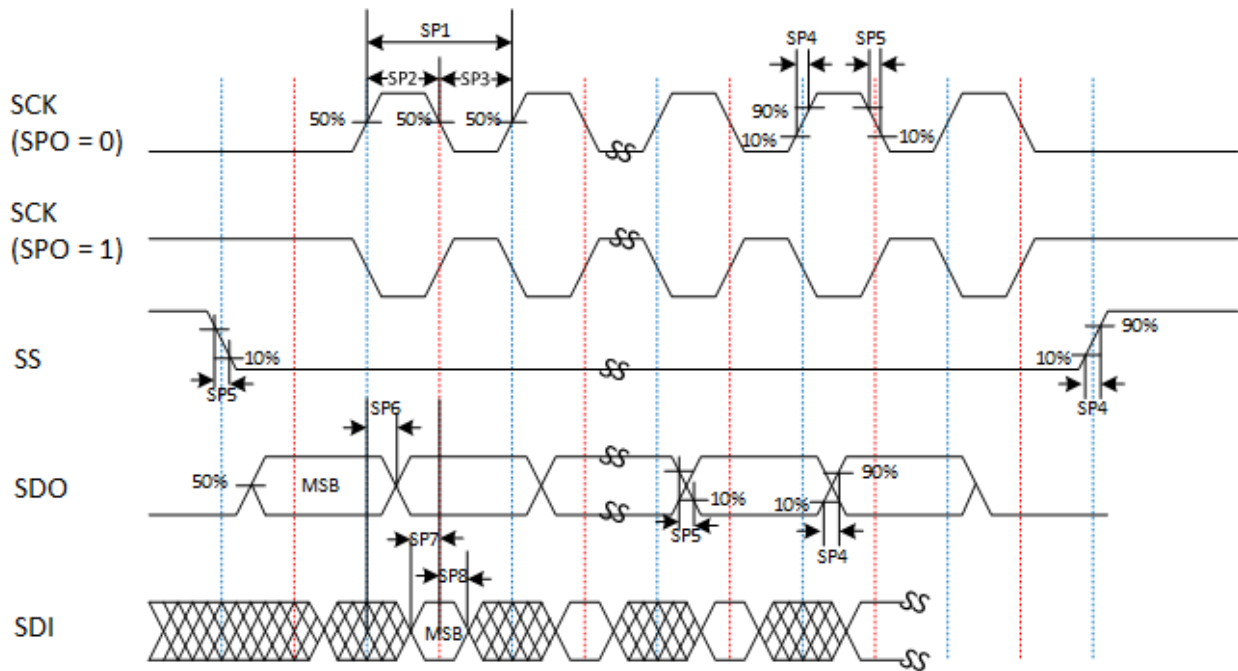 SP1
SP4 SP5
SP2 SP3
SCK
(SPO = 0)
50% 50% 50% 90% 10% 10%
SCK
(SPO = 1)
SS
10% 10% 90%
SP5 SP4
SP6
SDO
50% MSB 10% 10% 90%
SP5 SP4
SP7
SP8
SDI
MSB